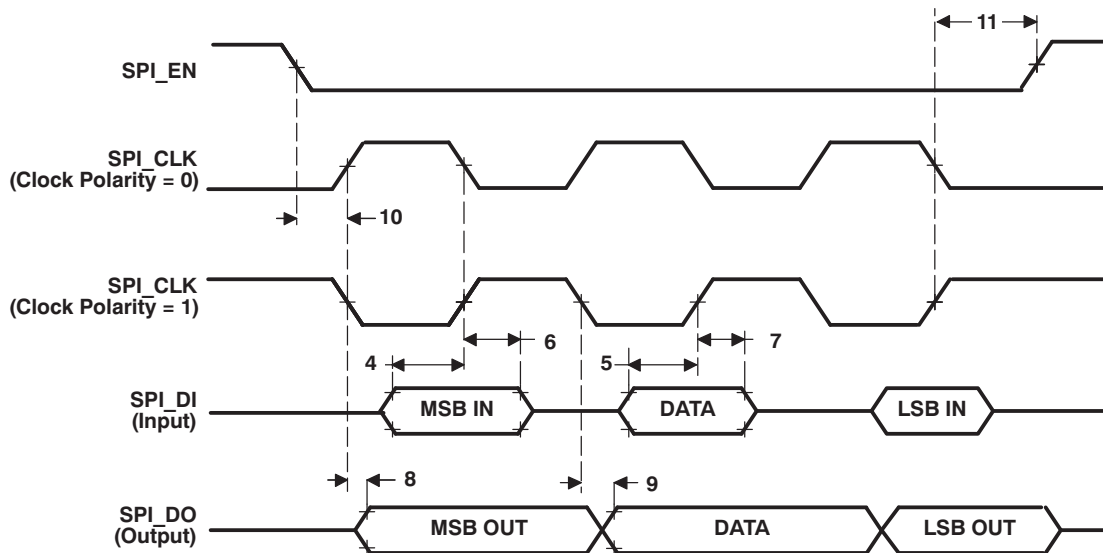 11
SPI_EN
SPI_CLK
(Clock Polarity = 0)
10
SPI_CLK
(Clock Polarity = 1)
6
7
4
5
SPI_DI
(Input)
MSB IN
DATA
LSB IN
8
9
SPI_DO
(Output)
MSB OUT
DATA
LSB OUT